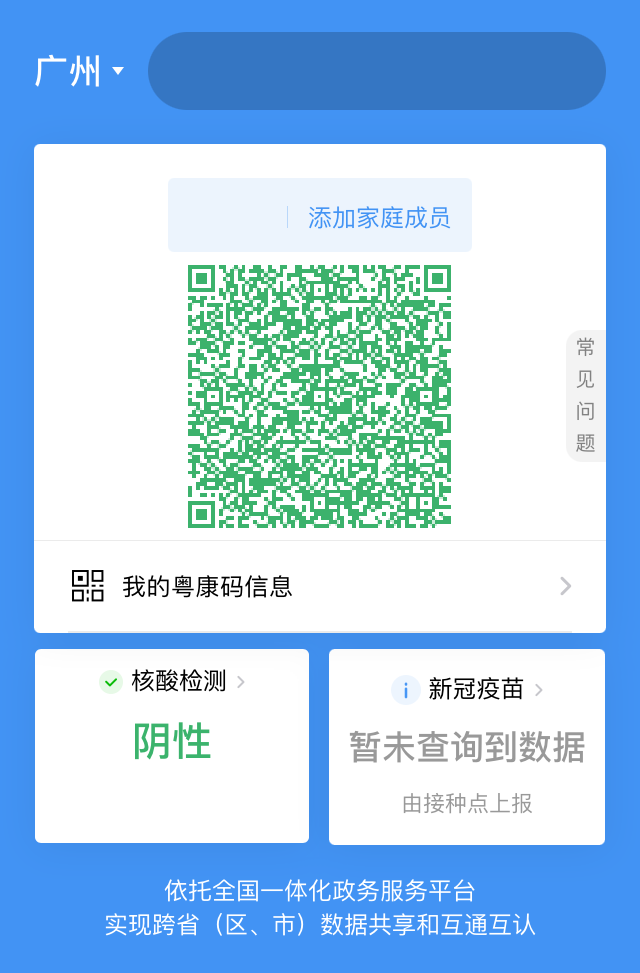 广州
添加家庭成员
常
见
问
题
我的粤康码信息
核酸检测
阴性
新冠疫苗
暂未查询到数据
由接种点上报
依托全国一体化政务服务平台
实现跨省（区、市）数据共享和互通互认